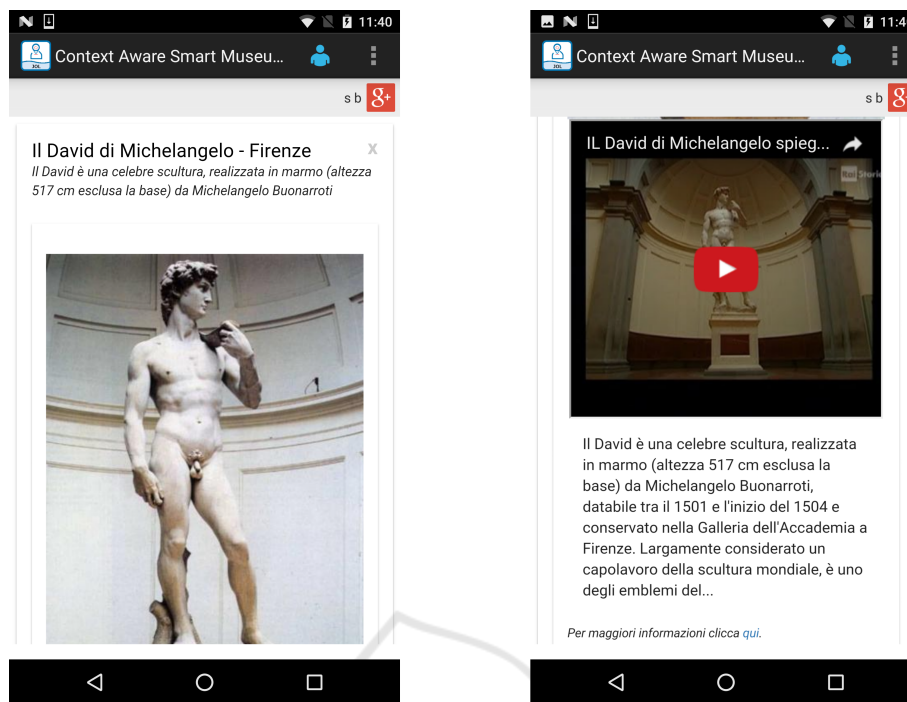 11:40
Context Aware Smart Museu...
JOL
s b g+
Il David di Michelangelo - Firenze x
Il David è una celebre scultura, realizzata in marmo (altezza
517 cm esclusa la base) da Michelangelo Buonarroti
11:4
Context Aware Smart Museu...
JOL
s b g
IL David di Michelangelo spieg...
Rai Storia
Il David è una celebre scultura, realizzata
in marmo (altezza 517 cm esclusa la
base) da Michelangelo Buonarroti,
databile tra il 1501 e l'inizio del 1504 e
conservato nella Galleria dell'Accademia a
Firenze. Largamente considerato un
capolavoro della scultura mondiale, è uno
degli emblemi del...
Per maggiori informazioni clicca qui.